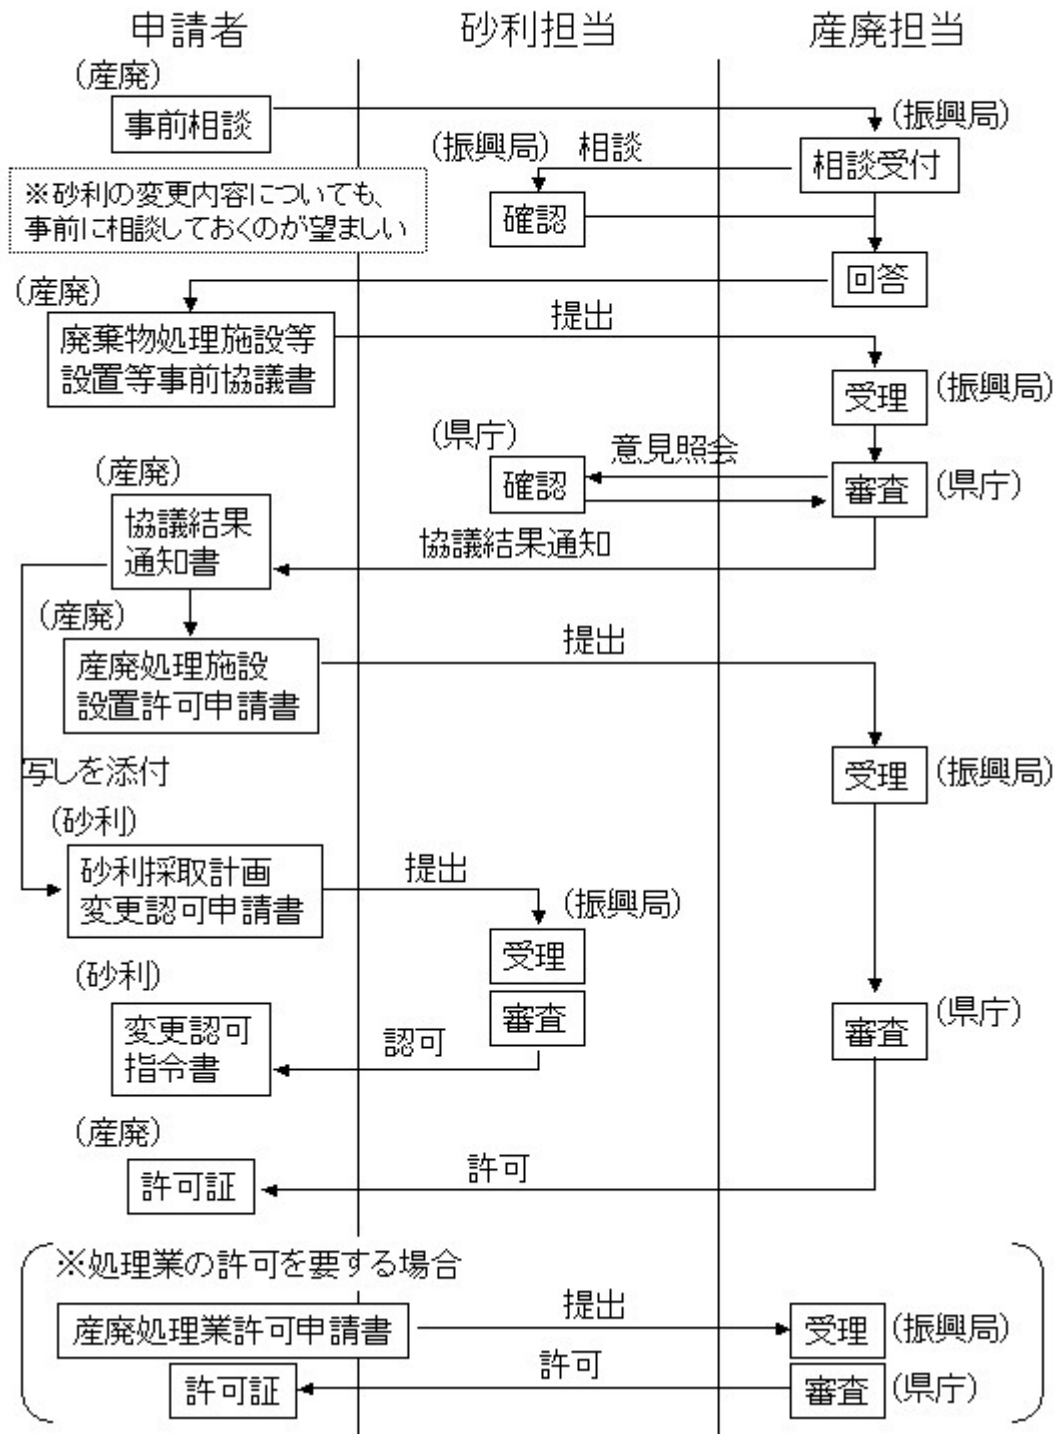 申請者
砂利担当
産廃担当
(産廃)
事前相談
(振興局)
相談受付
(振興局)
相談
確認
※砂利の変更内容についても、
事前に相談しておくのが望ましい
回答
(産廃)
廃棄物処理施設等
設置等事前協議書
提出
受理
(振興局)
(県庁)
意見照会
確認
審査
(県庁)
(産廃)
協議結果
通知書
協議結果通知
(産廃)
産廃処理施設
設置許可申請書
提出
写しを添付
受理
(振興局)
(砂利)
砂利採取計画
変更認可申請書
提出
(振興局)
受理
審査
(砂利)
変更認可
指令書
認可
審査
(県庁)
(産廃)
許可証
許可
※処理業の許可を要する場合
産廃処理業許可申請書
提出
受理
(振興局)
許可証
許可
審査
(県庁)